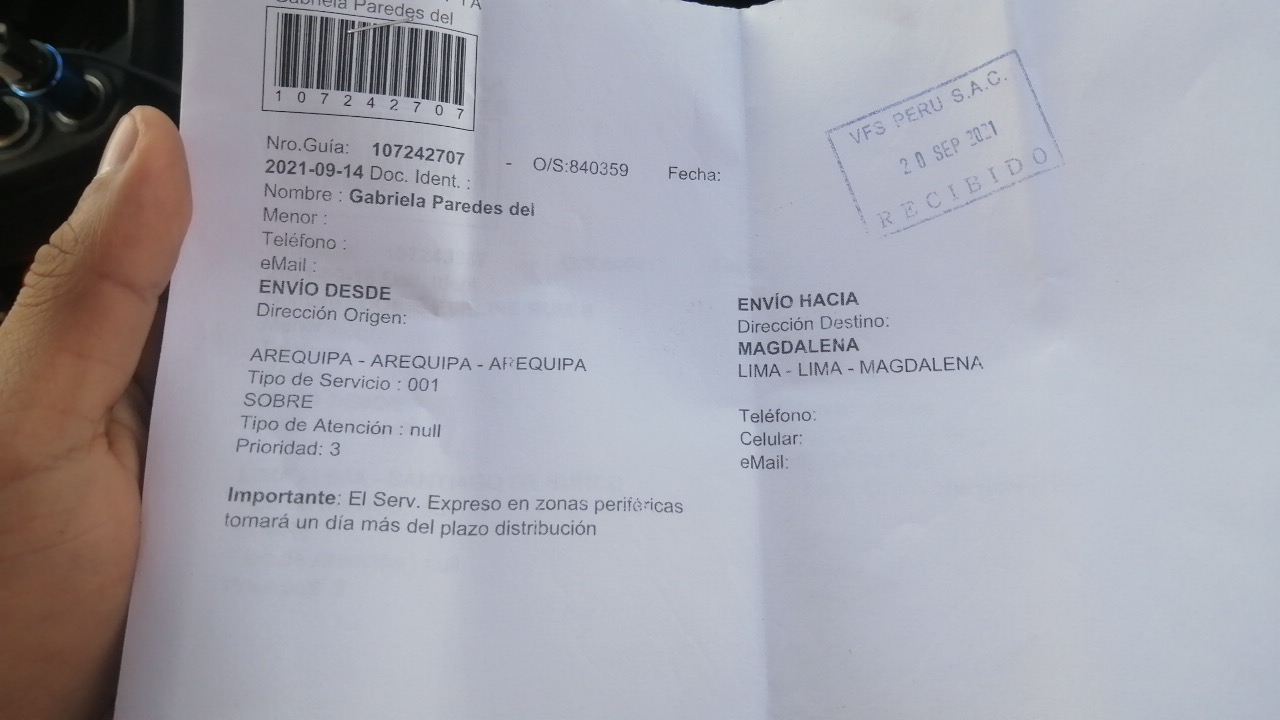 Gabriela Paredes del
107242707
Nro.Guía: 107242707 - O/S:840359 Fecha:
2021-09-14 Doc. Ident. :
Nombre : Gabriela Paredes del
Menor :
Teléfono :
eMail :
ENVÍO DESDE
Dirección Origen:
AREQUIPA - AREQUIPA - AREQUIPA
Tipo de Servicio : 001
SOBRE
Tipo de Atención : null
Prioridad: 3
Importante: El Serv. Expreso en zonas periféricas
tomará un día más del plazo distribución
VFS PERU S.A.C.
20 SEP 2021
RECIBIDO
ENVÍO HACIA
Dirección Destino:
MAGDALENA
LIMA - LIMA - MAGDALENA
Teléfono:
Celular:
eMail: